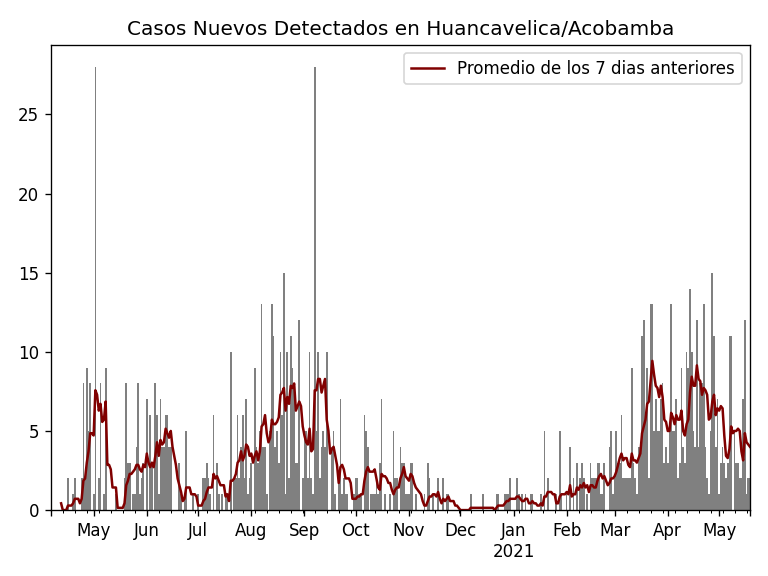 Casos Nuevos Detectados en Huancavelica/Acobamba
Promedio de los 7 dias anteriores
25
20
15
10
5
0
May Jun Jul Aug Sep Oct Nov Dec Jan Feb Mar Apr May
2021